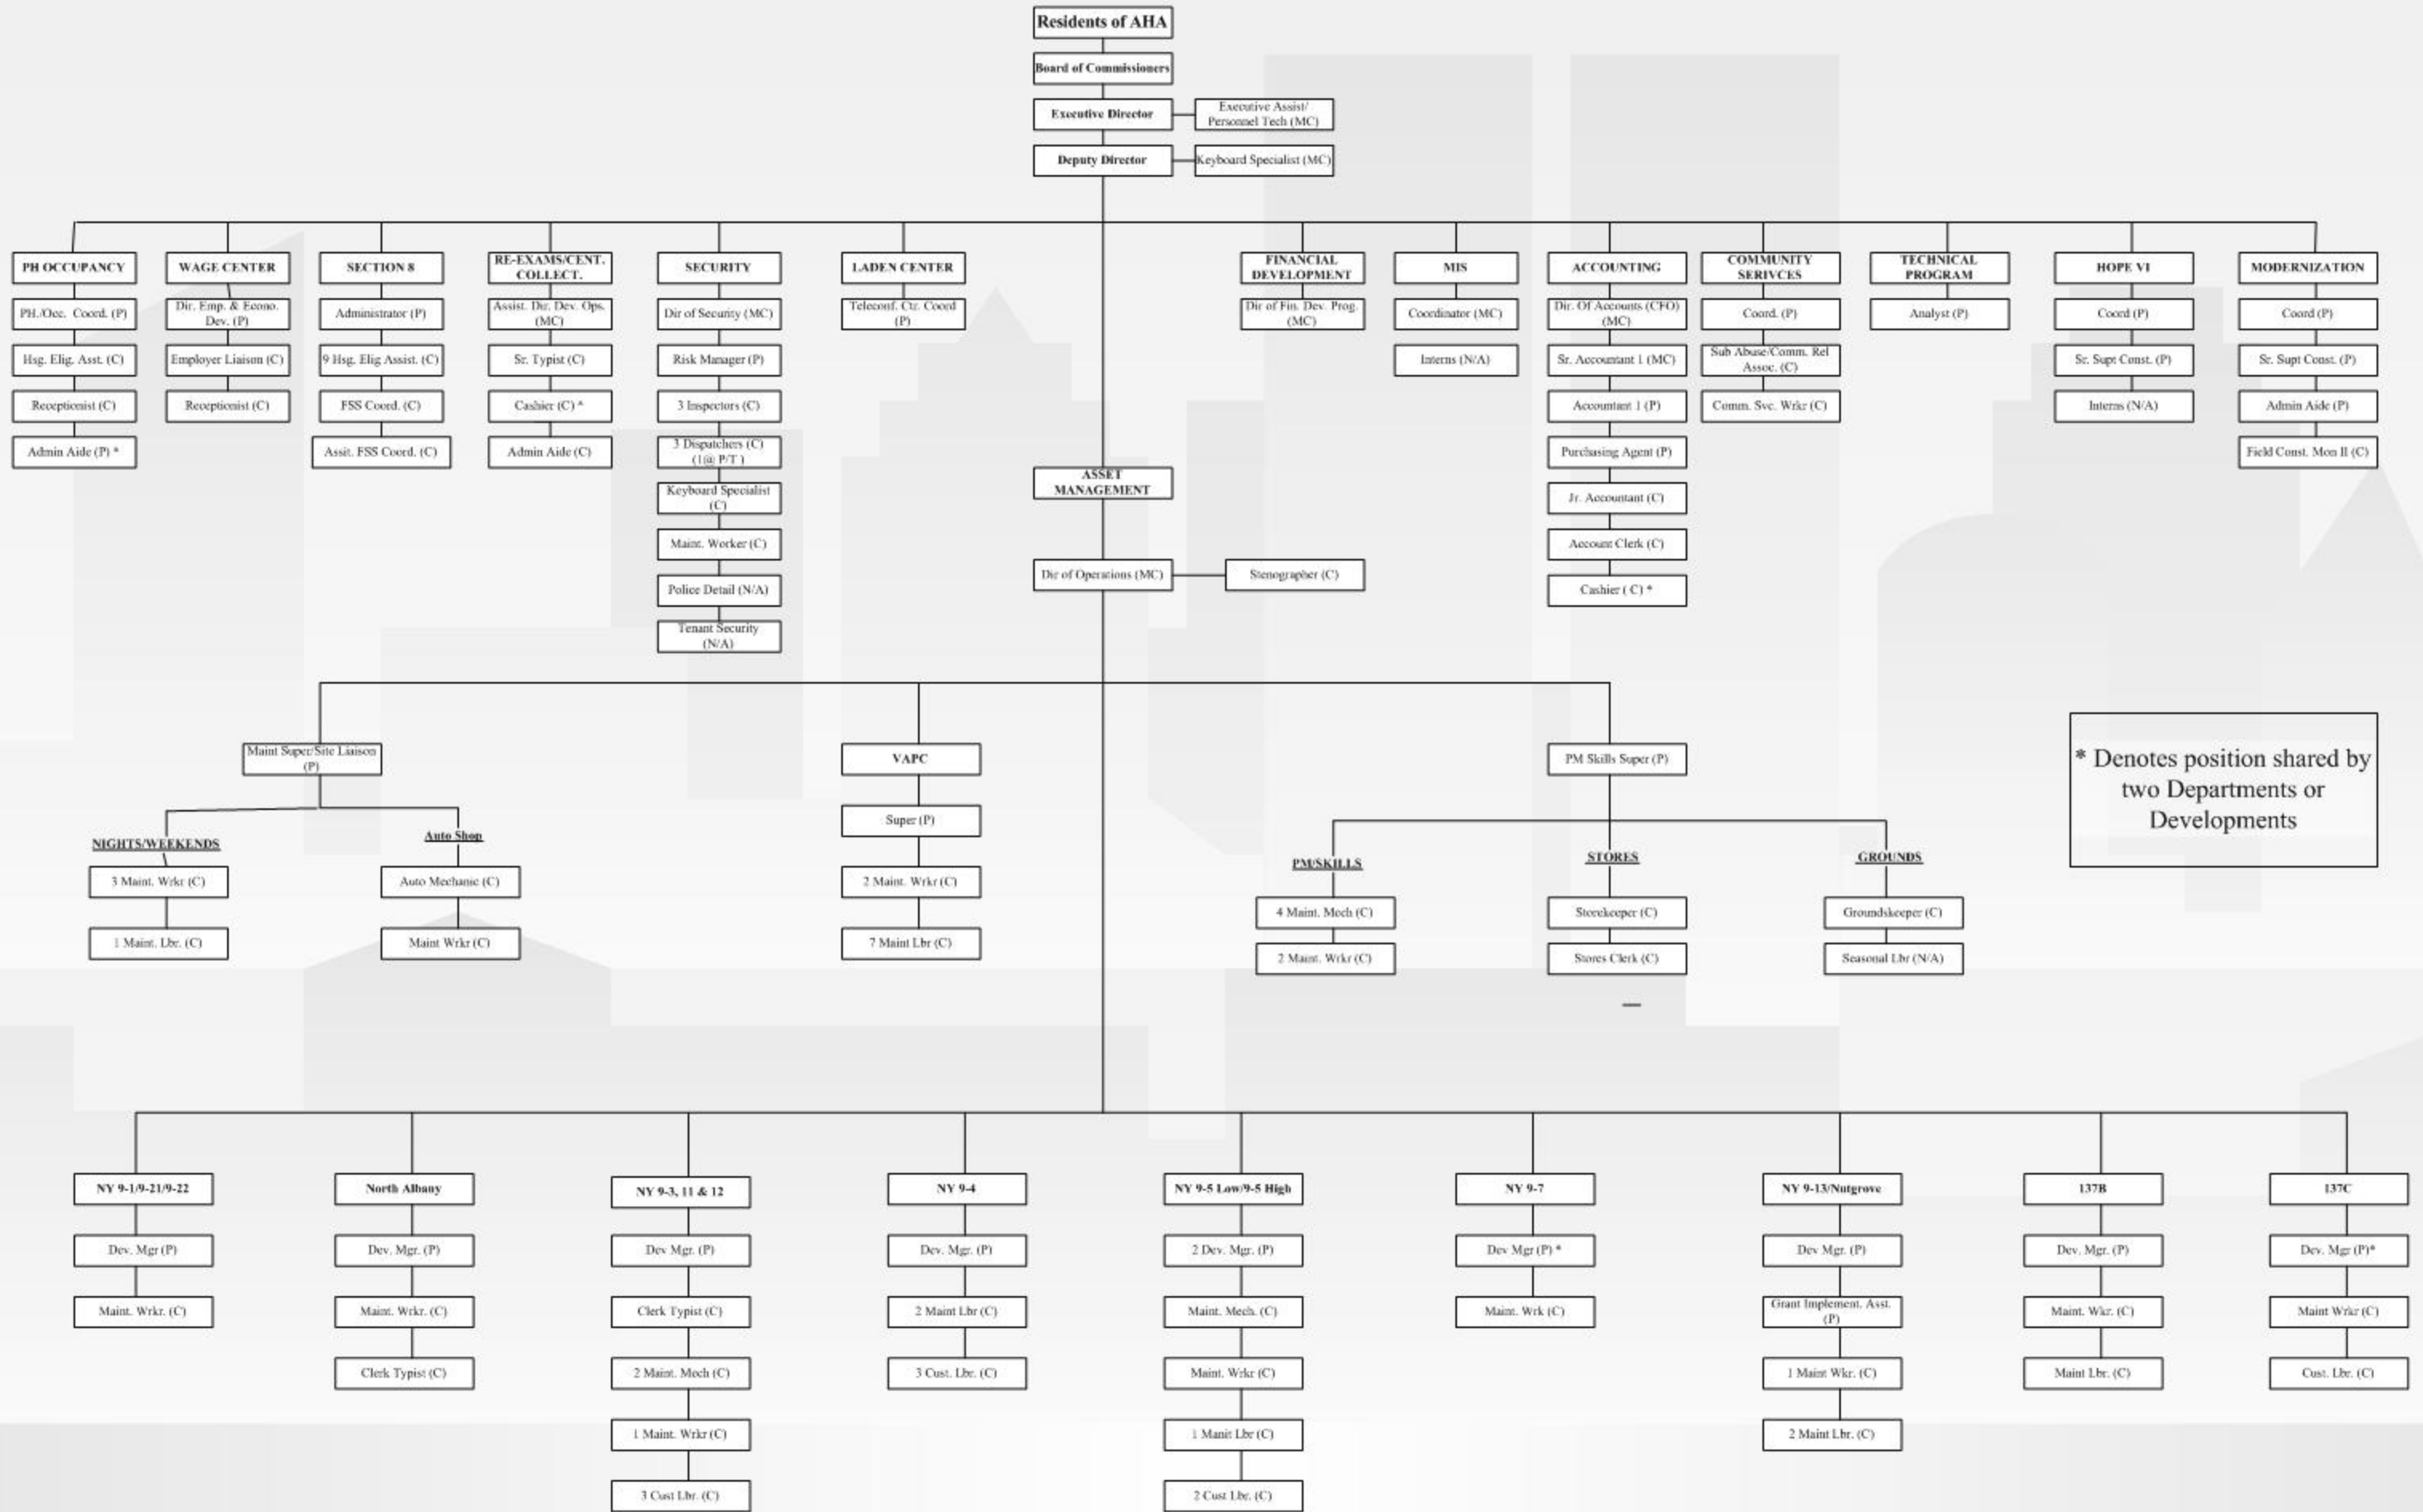 Residents of AHA
Board of Commissioners
Executive Director
Executive Assist/
Personnel Tech (MC)
Deputy Director
Keyboard Specialist (MC)
PH OCCUPANCY
PH./Occ. Coord. (P)
Hsg. Elig. Asst. (C)
Receptionist (C)
Admin Aide (P) *
WAGE CENTER
Dir. Emp. & Econo.
Dev. (P)
Employer Liaison (C)
Receptionist (C)
SECTION 8
Administrator (P)
9 Hsg. Elig Assist. (C)
FSS Coord. (C)
Assit. FSS Coord. (C)
RE-EXAMS/CENT.
COLLECT.
Assist. Dir. Dev. Ops.
(MC)
Sr. Typist (C)
Cashier (C) *
Admin Aide (C)
SECURITY
Dir of Security (MC)
Risk Manager (P)
3 Inspectors (C)
3 Dispatchers (C)
(1@ P/T )
Keyboard Specialist
(C)
Maint. Worker (C)
Police Detail (N/A)
Tenant Security
(N/A)
LADEN CENTER
Teleconf. Ctr. Coord
(P)
FINANCIAL
DEVELOPMENT
Dir of Fin. Dev. Prog.
(MC)
MIS
Coordinator (MC)
Interns (N/A)
ACCOUNTING
Dir. Of Accounts (CFO)
(MC)
Sr. Accountant 1 (MC)
Accountant 1 (P)
Purchasing Agent (P)
Jr. Accountant (C)
Account Clerk (C)
Cashier ( C) *
COMMUNITY
SERIVCES
Coord. (P)
Sub Abuse/Comm. Rel
Assoc. (C)
Comm. Svc. Wrkr (C)
TECHNICAL
PROGRAM
Analyst (P)
HOPE VI
Coord (P)
Sr. Supt Const. (P)
Interns (N/A)
MODERNIZATION
Coord (P)
Sr. Supt Const. (P)
Admin Aide (P)
Field Const. Mon II (C)
ASSET
MANAGEMENT
Dir of Operations (MC)
Stenographer (C)
Maint Super/Site Liaison
(P)
NIGHTS/WEEKENDS
3 Maint. Wrkr (C)
1 Maint. Lbr. (C)
Auto Shop
Auto Mechanic (C)
Maint Wrkr (C)
VAPC
Super (P)
2 Maint. Wrkr (C)
7 Maint Lbr (C)
PM Skills Super (P)
PM/SKILLS
4 Maint. Mech (C)
2 Maint. Wrkr (C)
STORES
Storekeeper (C)
Stores Clerk (C)
GROUNDS
Groundskeeper (C)
Seasonal Lbr (N/A)
* Denotes position shared by
two Departments or
Developments
NY 9-1/9-21/9-22
Dev. Mgr (P)
Maint. Wrkr. (C)
North Albany
Dev. Mgr. (P)
Maint. Wrkr. (C)
Clerk Typist (C)
NY 9-3, 11 & 12
Dev Mgr. (P)
Clerk Typist (C)
2 Maint. Mech (C)
1 Maint. Wrkr (C)
3 Cust Lbr. (C)
NY 9-4
Dev. Mgr. (P)
2 Maint Lbr (C)
3 Cust. Lbr. (C)
NY 9-5 Low/9-5 High
2 Dev. Mgr. (P)
Maint. Mech. (C)
Maint. Wrkr (C)
1 Manit Lbr (C)
2 Cust Lbr. (C)
NY 9-7
Dev Mgr (P) *
Maint. Wrk (C)
NY 9-13/Nutgrove
Dev Mgr. (P)
Grant Implement. Asst.
(P)
1 Maint Wkr. (C)
2 Maint Lbr. (C)
137B
Dev. Mgr. (P)
Maint. Wkr. (C)
Maint Lbr. (C)
137C
Dev. Mgr (P)*
Maint Wrkr (C)
Cust. Lbr. (C)